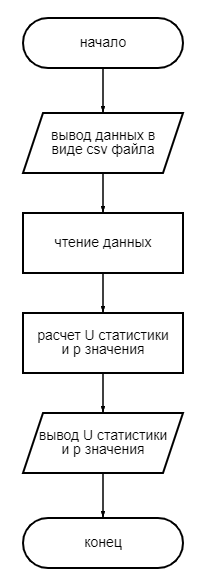 начало
вывод данных в
виде csv файла
чтение данных
расчет U статистики
и p значения
вывод U статистики
и p значения
конец